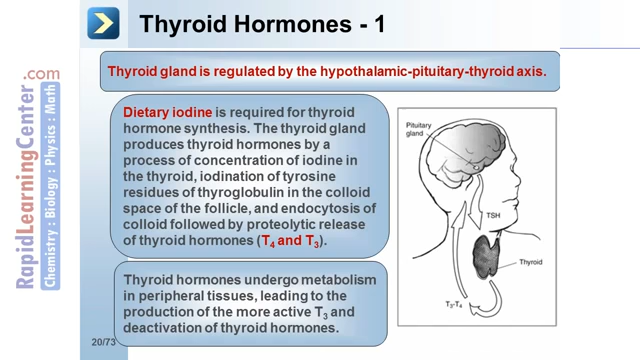 Thyroid Hormones - 1
Thyroid gland is regulated by the hypothalamic-pituitary-thyroid axis.
Dietary iodine is required for thyroid
hormone synthesis. The thyroid gland
produces thyroid hormones by a
process of concentration of iodine in
the thyroid, iodination of tyrosine
residues of thyroglobulin in the colloid
space of the follicle, and endocytosis of
colloid followed by proteolytic release
of thyroid hormones (T4 and T3).
Thyroid hormones undergo metabolism
in peripheral tissues, leading to the
production of the more active T3 and
deactivation of thyroid hormones.
Pituitary
gland
TSH
Thyroid
T3-T4
RapidLearningCenter.com
Chemistry : Biology : Physics : Math
20/73